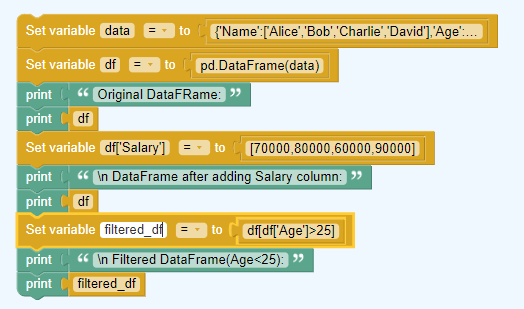 Set variable data = to {'Name':['Alice','Bob','Charlie','David'],'Age':...
Set variable df = to pd.DataFrame(data)
print “ Original DataFRame: ”
print df
Set variable df['Salary'] = to [70000,80000,60000,90000]
print “ \n DataFrame after adding Salary column: ”
print df
Set variable filtered_df = to df[df['Age']>25]
print “ \n Filtered DataFrame(Age<25): ”
print filtered_df